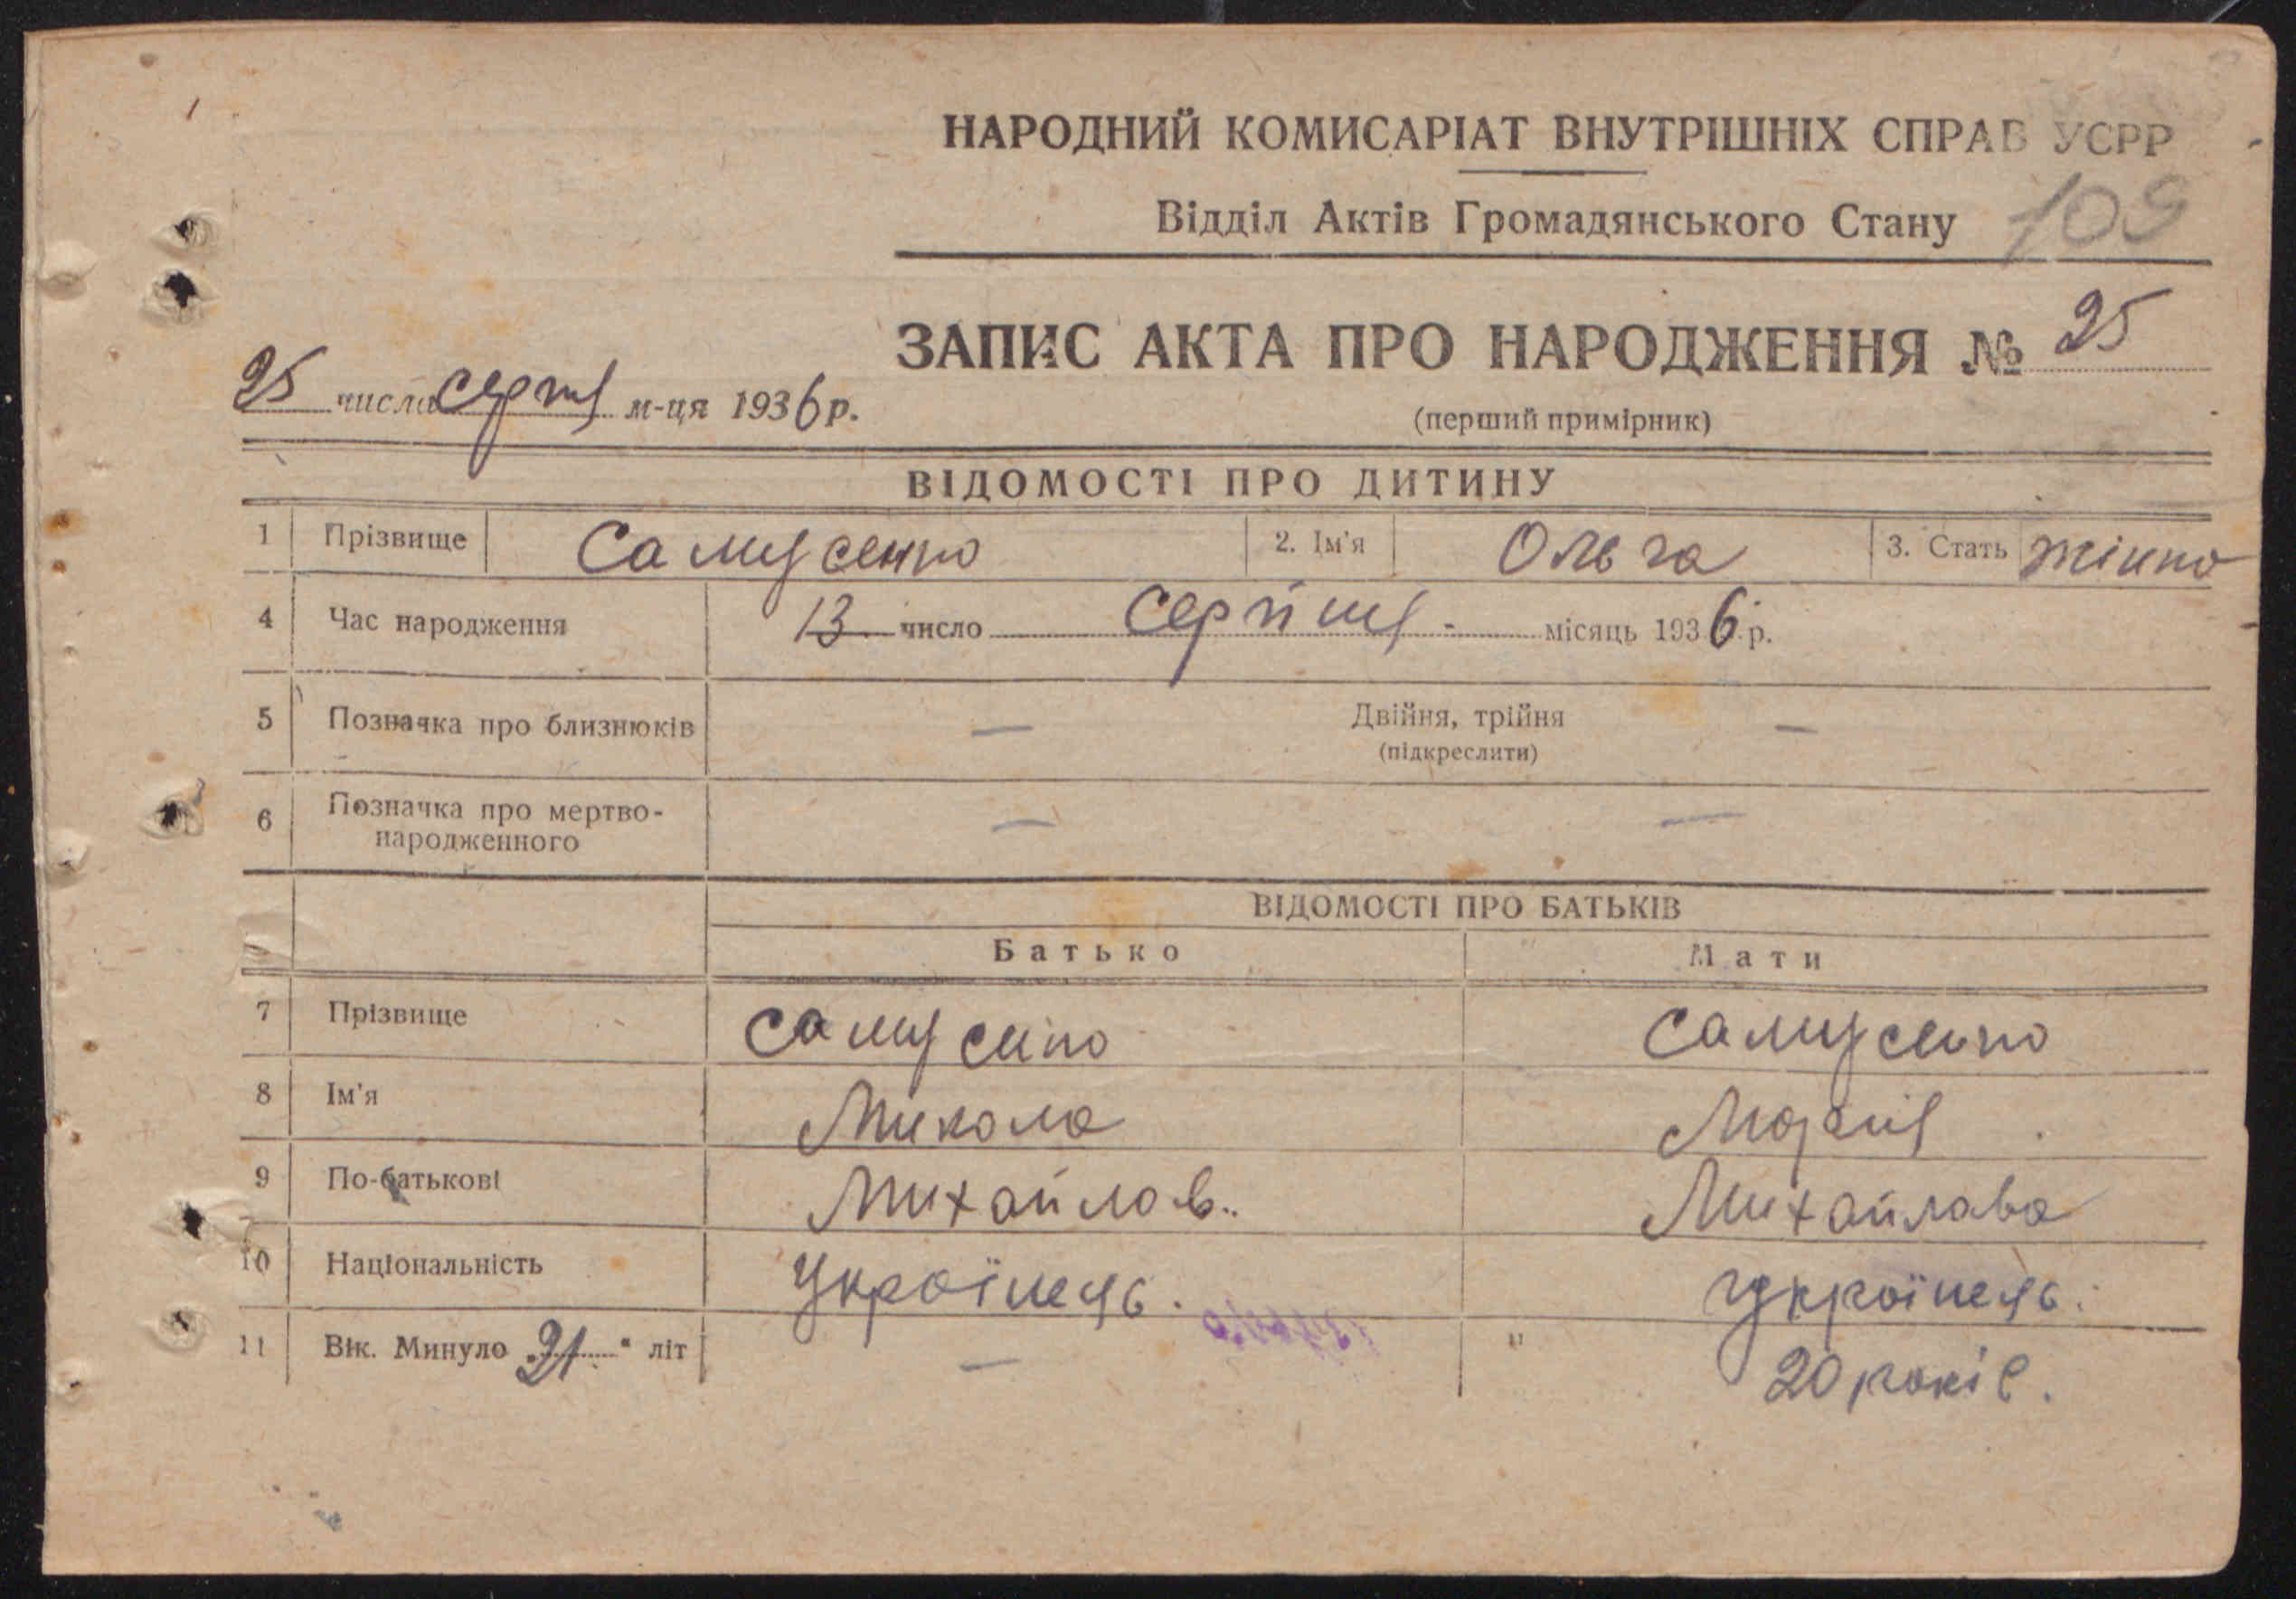 НАРОДНИЙ КОМИСАРІАТ ВНУТРІШНІХ СПРАВ УСРР
Відділ Актів Громадянського Стану 109
ЗАПИС АКТА ПРО НАРОДЖЕННЯ № 25
25 числа серпня м-ця 1936 р.
(перший примірник)
ВІДОМОСТІ ПРО ДИТИНУ
1 Прізвище Самусенко 2. Ім'я Ольга 3. Стать жінко
4 Час народження 13 число серпня місяць 1936 р.
5 Позначка про близнюків — Двійня, трійня —
(підкреслити)
6 Позначка про мертво-
народженного — —
ВІДОМОСТІ ПРО БАТЬКІВ
Батько Мати
7 Прізвище Самусенко Самусенко
8 Ім'я Микола Марія
9 По-батькові Михайлов.. Михайлова
10 Національність Українець. Українець.
11 Вік. Минуло 21 літ — " 20 років.